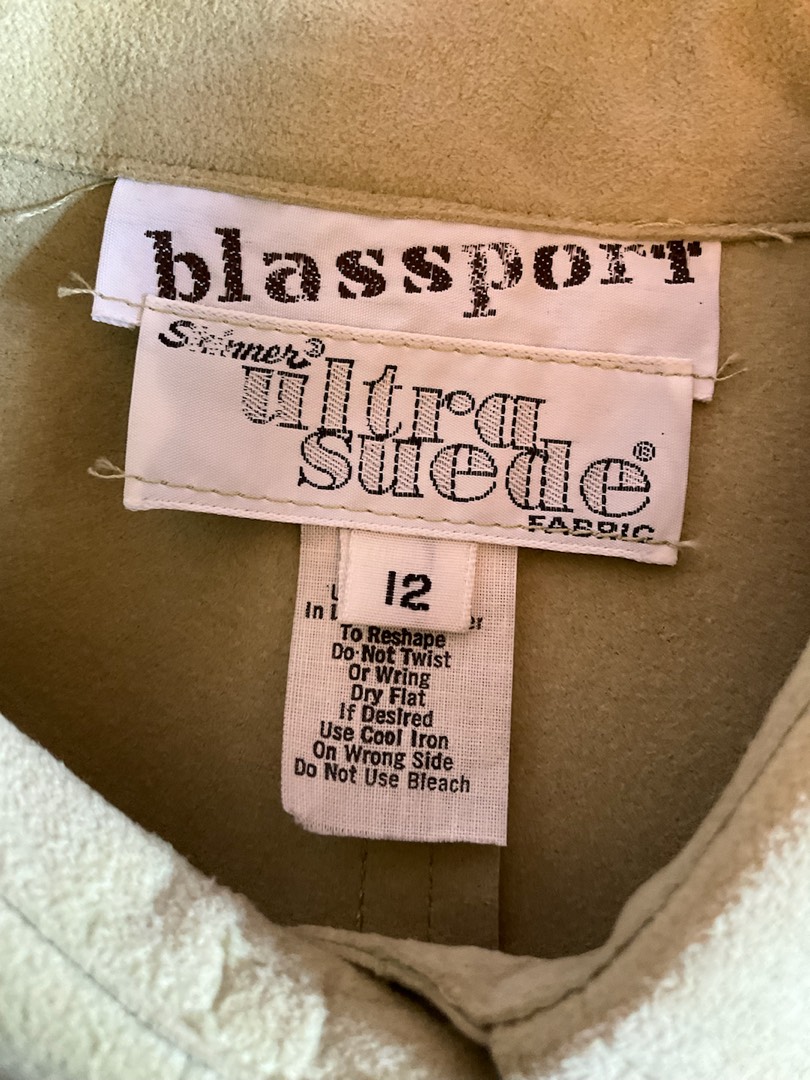 blassport
Skinner®
ultra
suede®
FABRIC
12
In
To Reshape
Do Not Twist
Or Wring
Dry Flat
If Desired
Use Cool Iron
On Wrong Side
Do Not Use Bleach